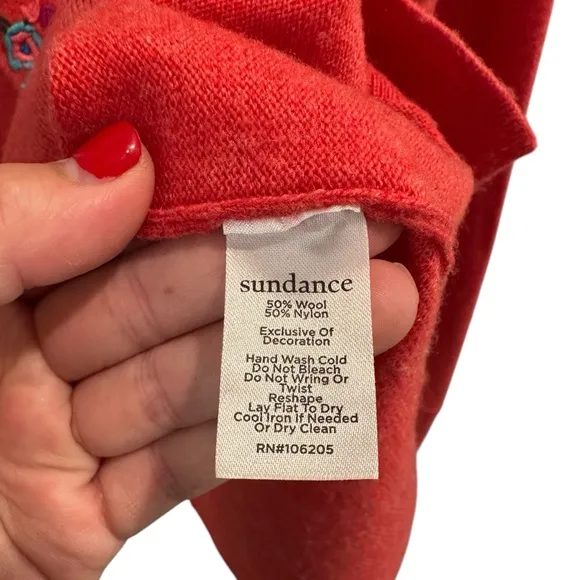 sundance
50% Wool
50% Nylon
Exclusive Of
Decoration
Hand Wash Cold
Do Not Bleach
Do Not Wring Or
Twist
Reshape
Lay Flat To Dry
Cool Iron if Needed
Or Dry Clean
RN#106205